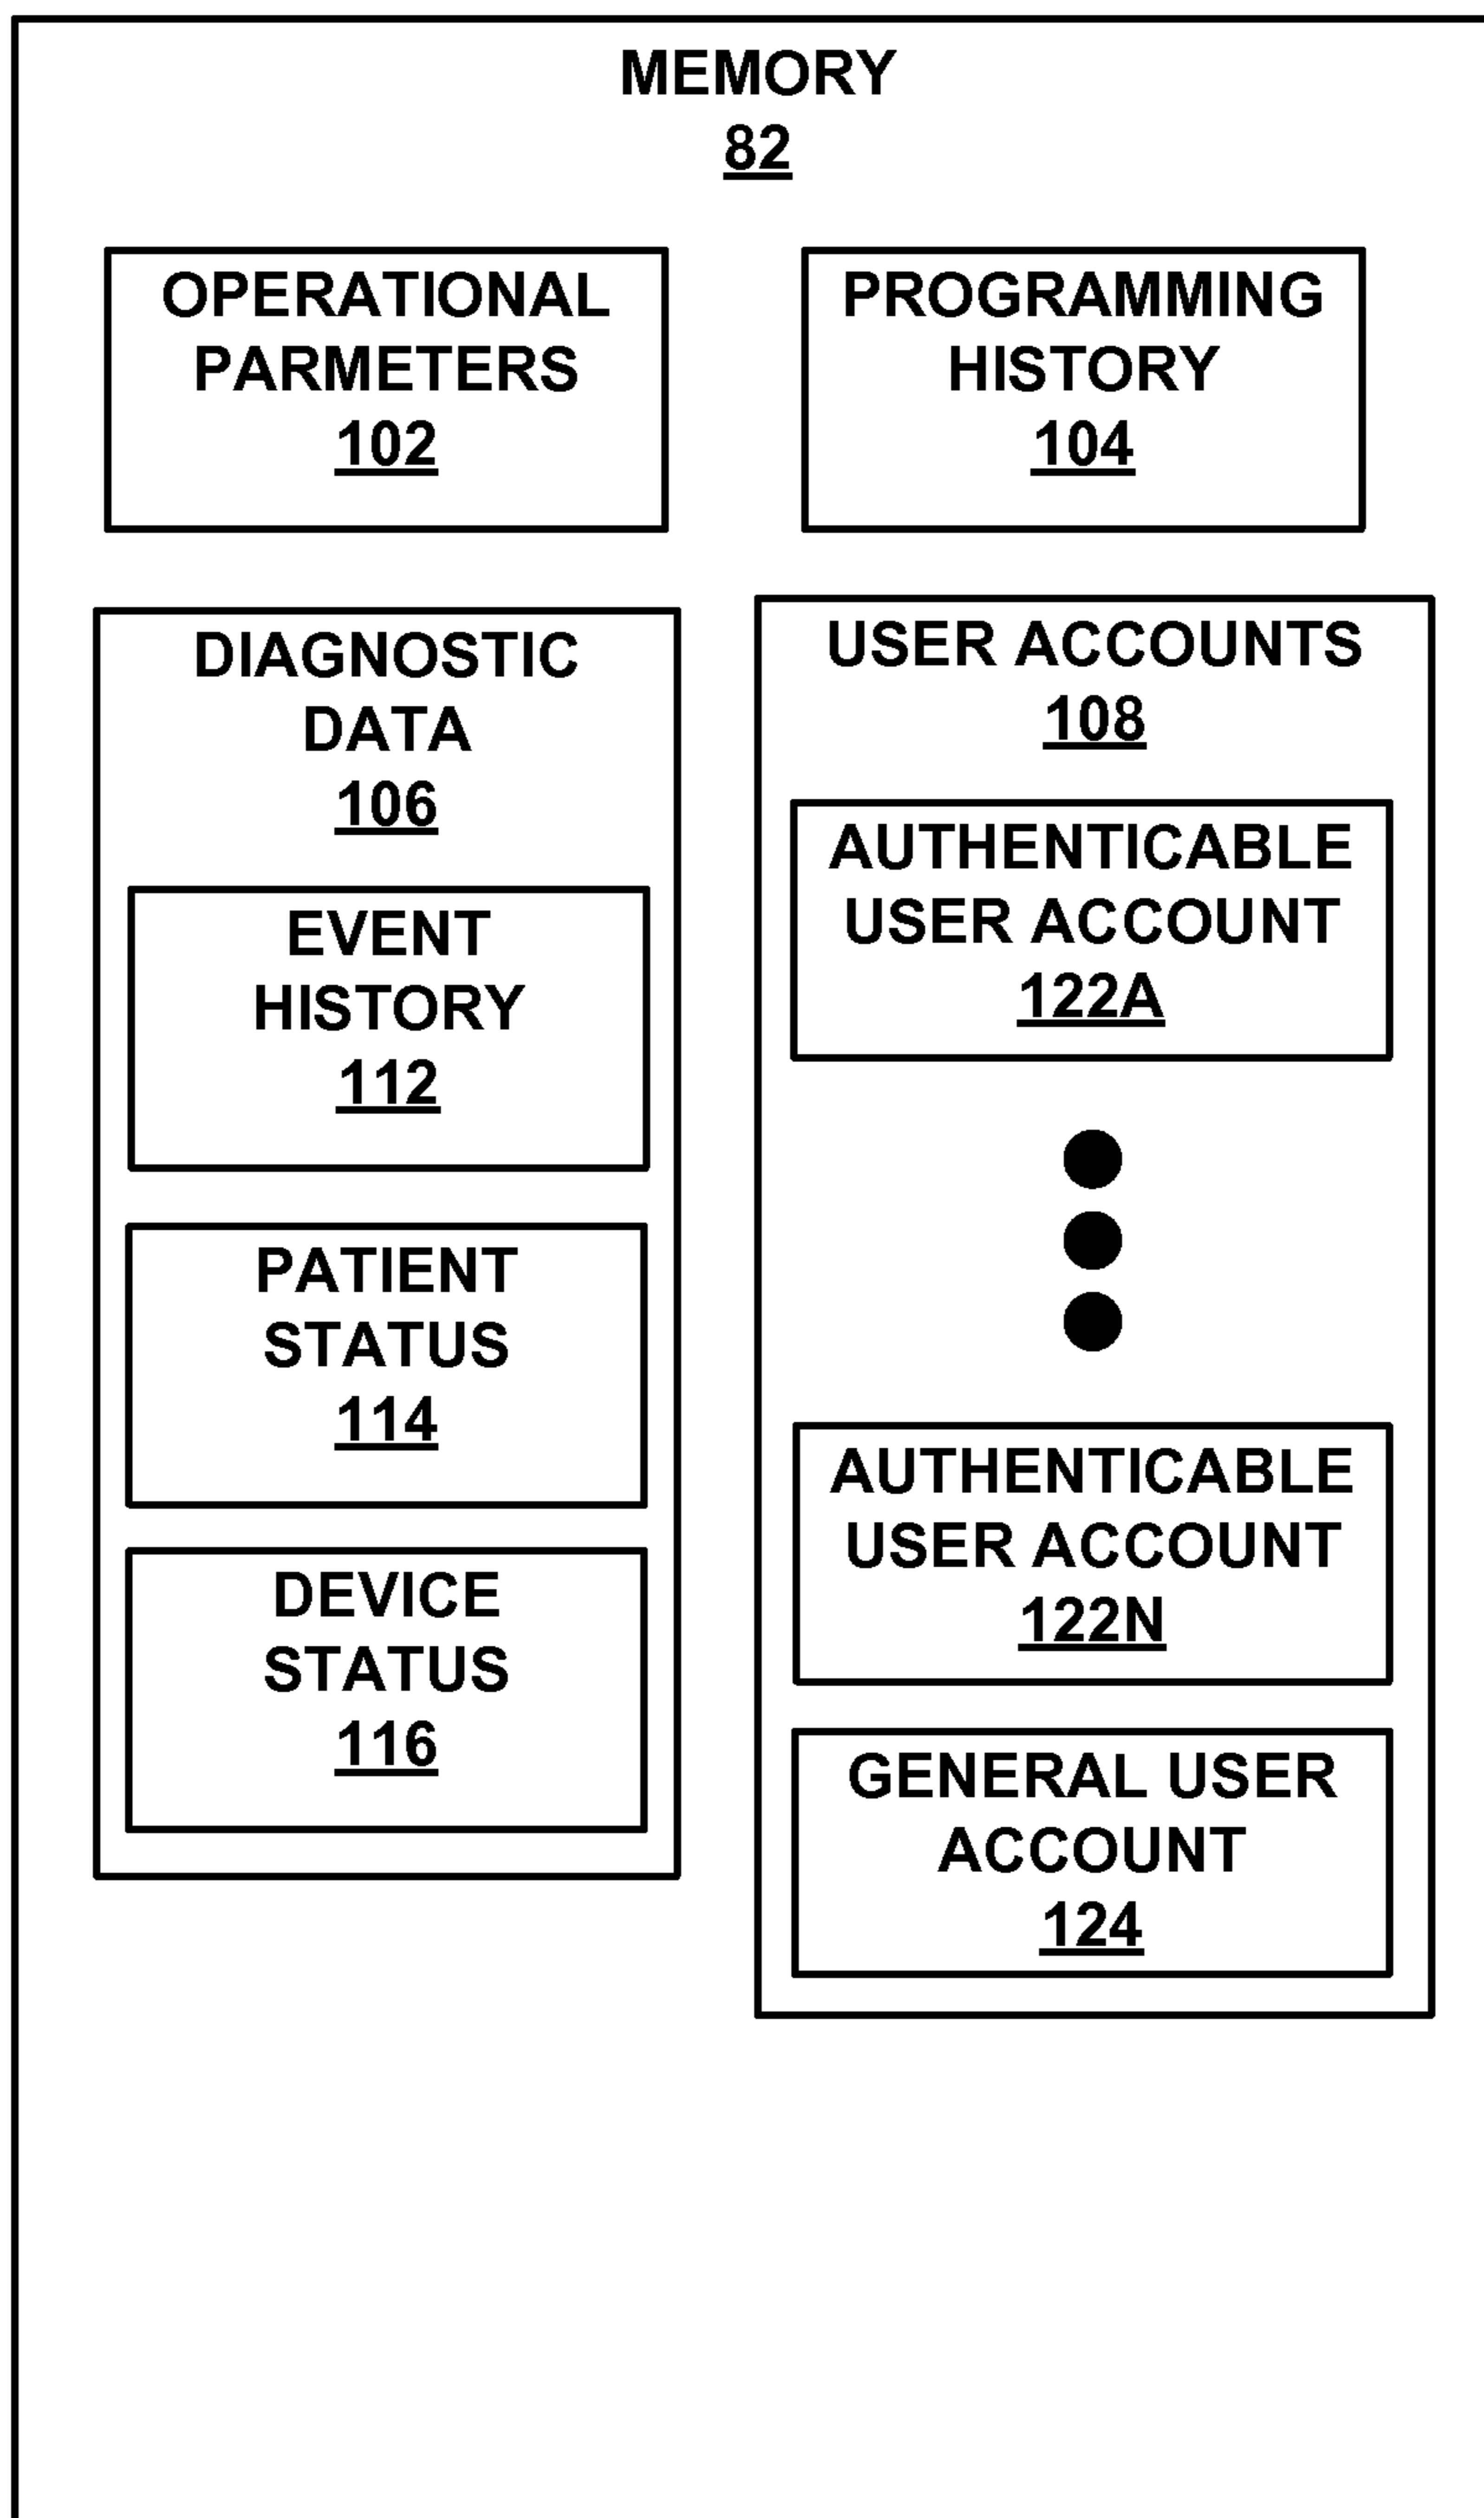 MEMORY
82
OPERATIONAL
PARMETERS
102
PROGRAMMING
HISTORY
104
DIAGNOSTIC
DATA
106
EVENT
HISTORY
112
PATIENT
STATUS
114
DEVICE
STATUS
116
USER ACCOUNTS
108
AUTHENTICABLE
USER ACCOUNT
122A
AUTHENTICABLE
USER ACCOUNT
122N
GENERAL USER
ACCOUNT
124